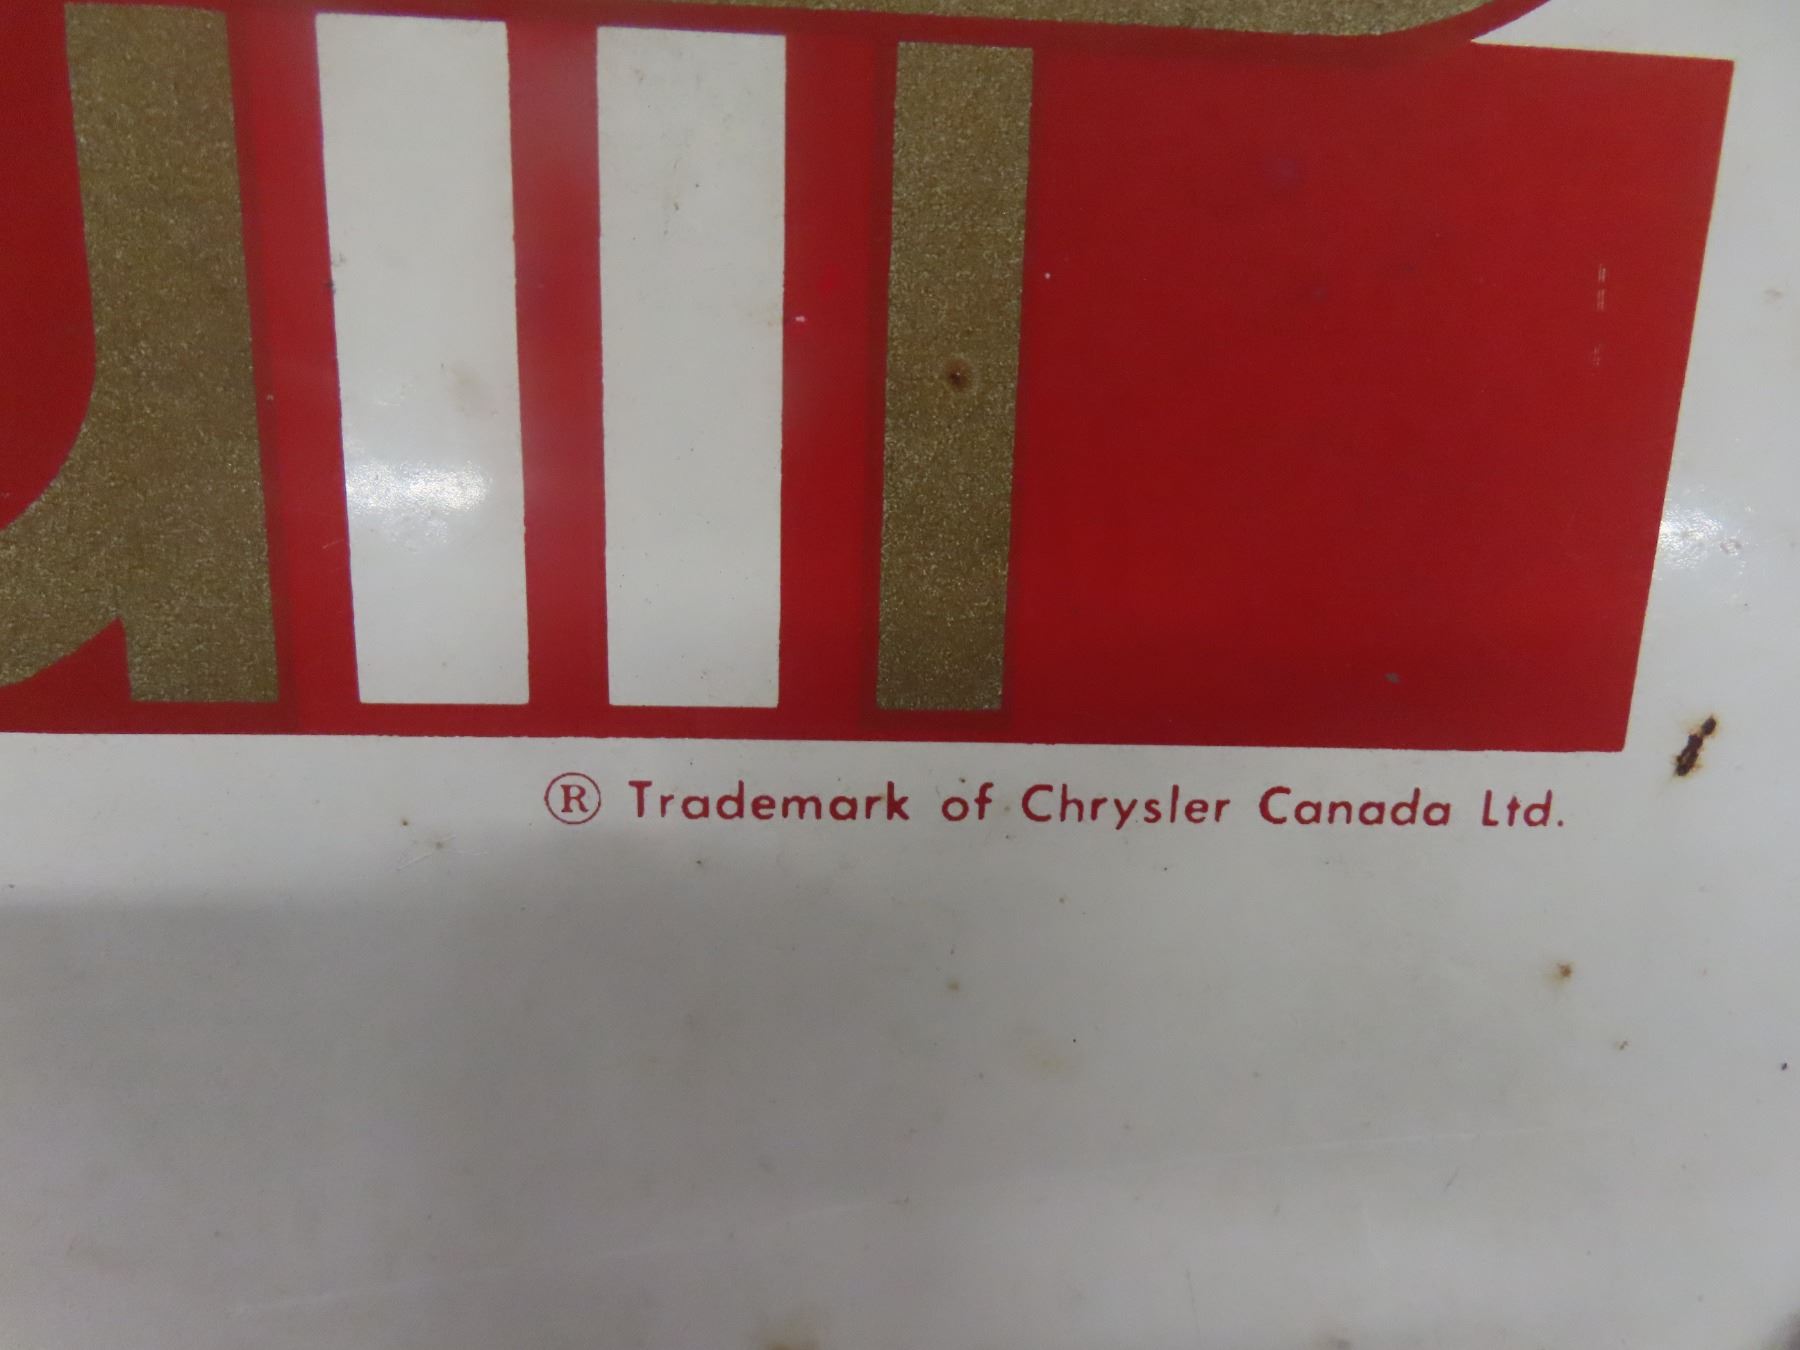 ® Trademark of Chrysler Canada Ltd.